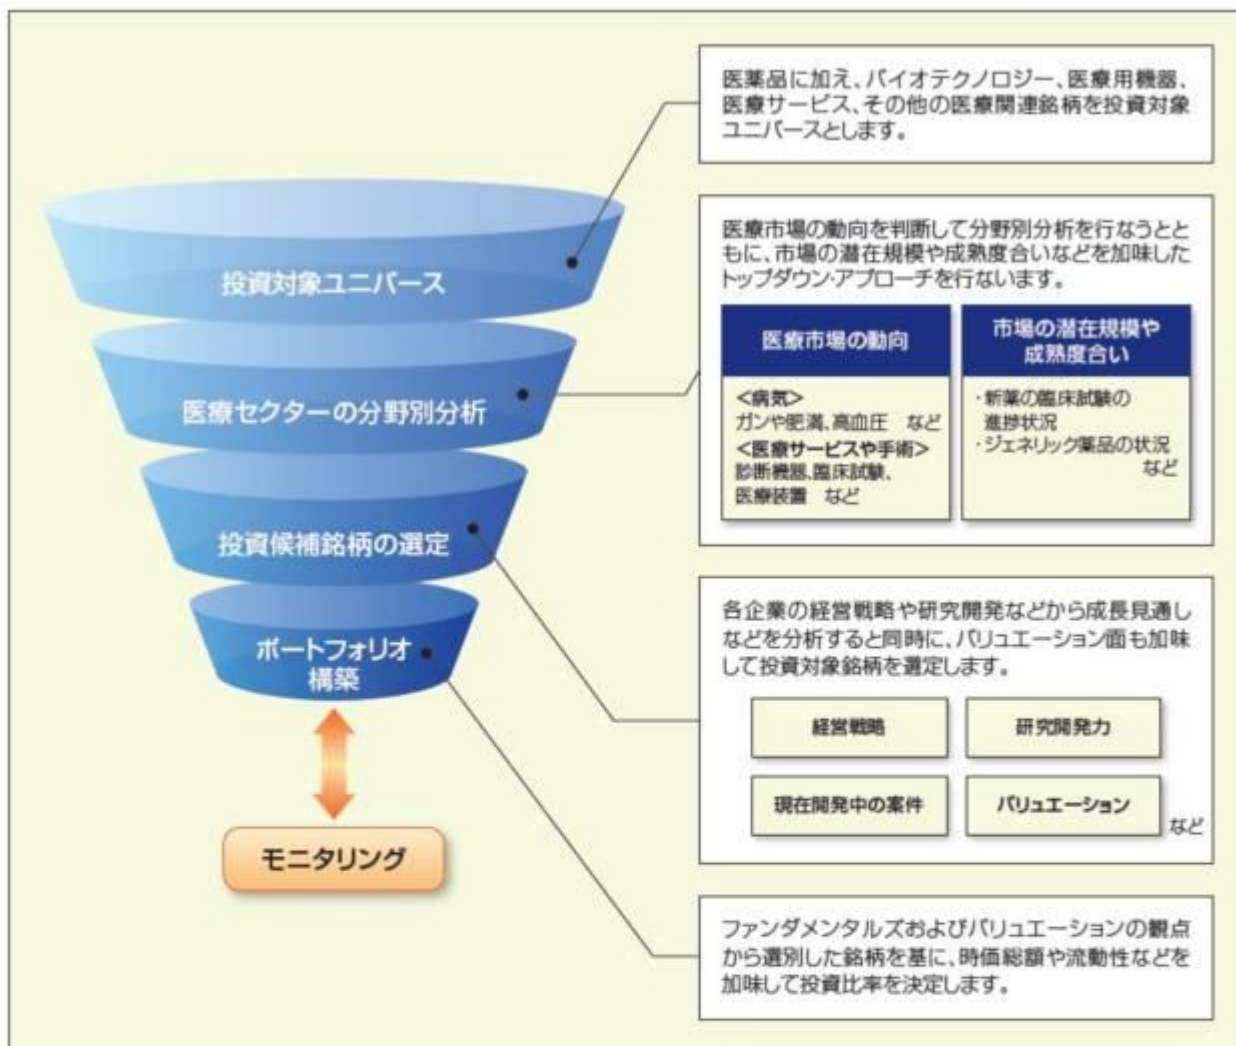 医薬品に加え、バイオテクノロジー、医療用機器、
医療サービス、その他の医療関連銘柄を投資対象
ユニバースとします。
投資対象ユニバース
医療市場の動向を判断して分野別分析を行なうとと
もに、市場の潜在規模や成熟度合いなどを加味した
トップダウン・アプローチを行ないます。
医療市場の動向
<病気>
ガンや肥満、高血圧 など
<医療サービスや手術>
診断機器、臨床試験、
医療装置 など
市場の潜在規模や
成熟度合い
・新薬の臨床試験の
進捗状況
・ジェネリック薬品の状況
など
医療セクターの分野別分析
投資候補銘柄の選定
各企業の経営戦略や研究開発などから成長見通し
などを分析すると同時に、バリュエーション面も加味
して投資対象銘柄を選定します。
経営戦略
研究開発力
現在開発中の案件
バリュエーション
など
ポートフォリオ
構築
モニタリング
ファンダメンタルズおよびバリュエーションの観点
から選別した銘柄を基に、時価総額や流動性などを
加味して投資比率を決定します。